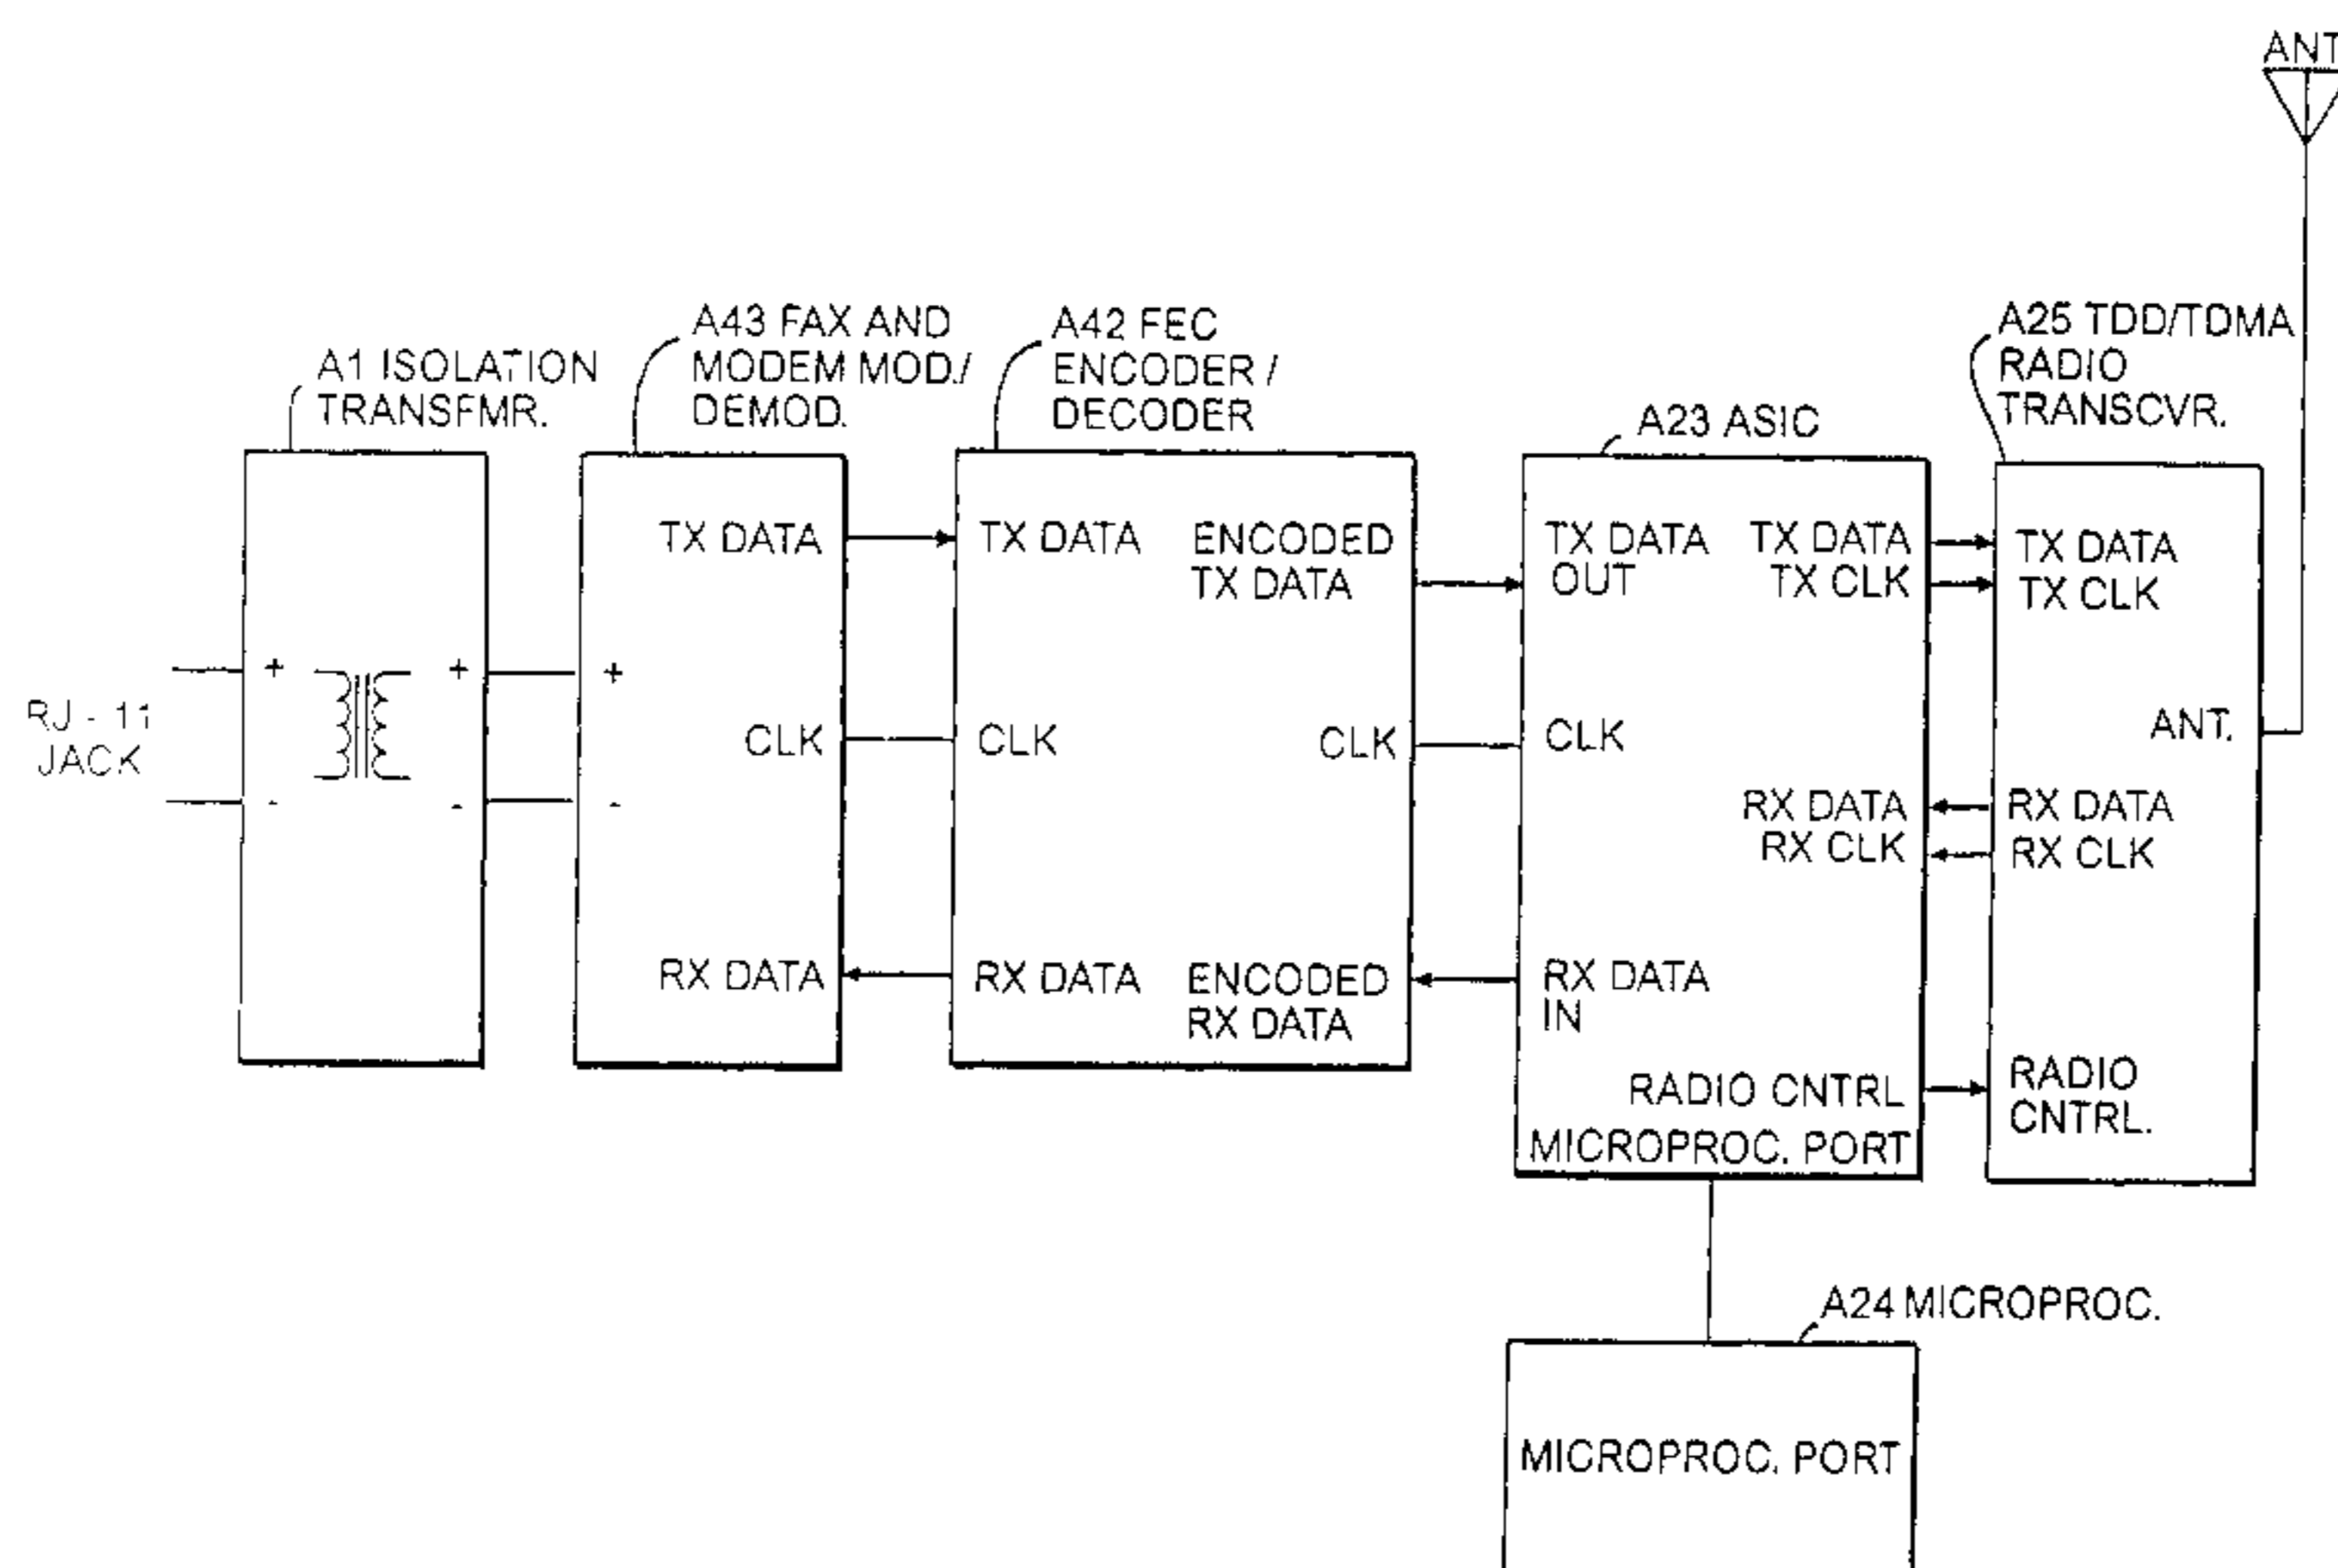 ANT
A1 ISOLATION
TRANSFMR.
A43 FAX AND
MODEM MOD./
DEMOD.
A42 FEC
ENCODER /
DECODER
A23 ASIC
A25 TDD/TDMA
RADIO
TRANSCVR.
RJ - 11
JACK
+
-
+
-
+
-
TX DATA
CLK
RX DATA
TX DATA
CLK
RX DATA
ENCODED
TX DATA
CLK
ENCODED
RX DATA
TX DATA
OUT
CLK
RX DATA
IN
TX DATA
TX CLK
RX DATA
RX CLK
RADIO CNTRL
MICROPROC. PORT
TX DATA
TX CLK
ANT.
RX DATA
RX CLK
RADIO
CNTRL.
A24 MICROPROC.
MICROPROC. PORT